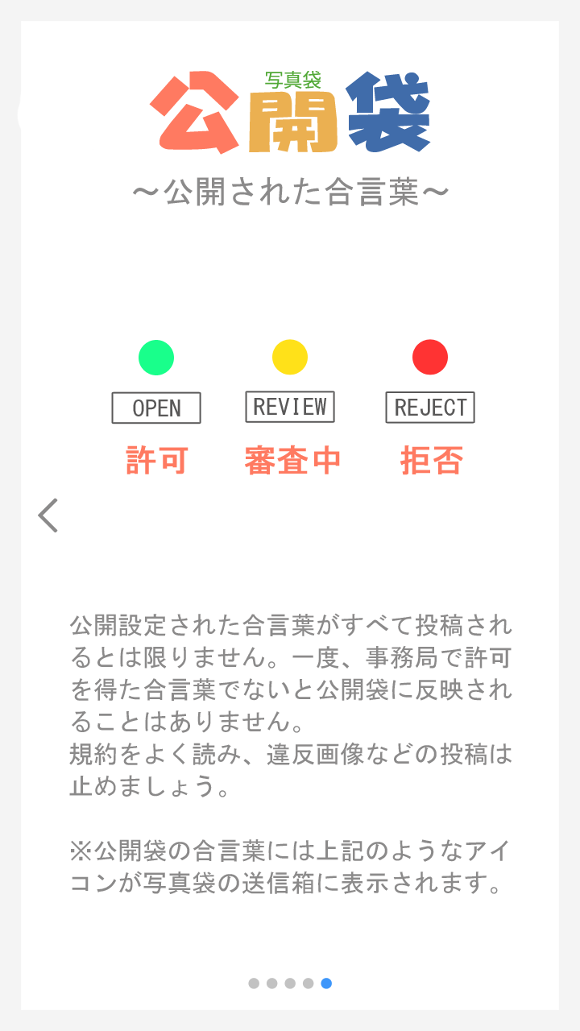 写真袋
公開袋
〜公開された合言葉〜
OPEN REVIEW REJECT
許可 審査中 拒否
公開設定された合言葉がすべて投稿され
るとは限りません。一度、事務局で許可
を得た合言葉でないと公開袋に反映され
ることはありません。
規約をよく読み、違反画像などの投稿は
止めましょう。
※公開袋の合言葉には上記のようなアイ
コンが写真袋の送信箱に表示されます。